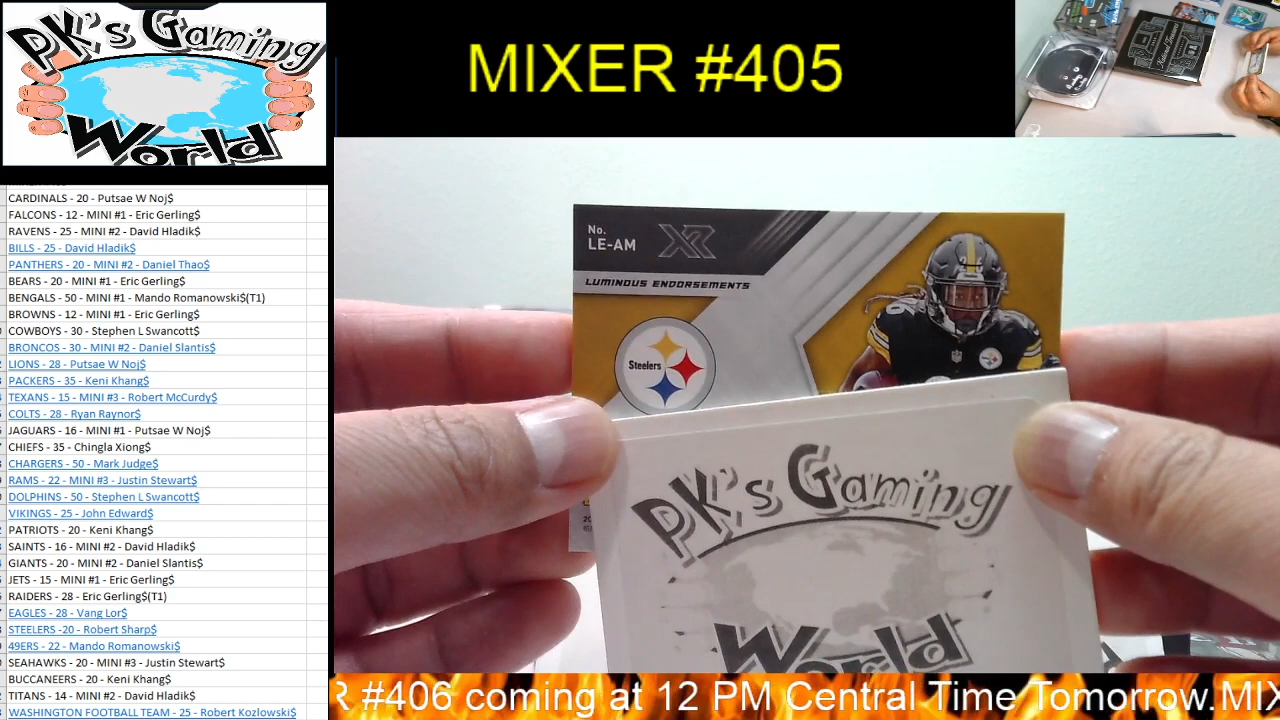 PK's Gaming
World
MIXER #405
CARDINALS - 20 - Putsae W Noj$
FALCONS - 12 - MINI #1 - Eric Gerling$
RAVENS - 25 - MINI #2 - David Hladik$
BILLS - 25 - David Hladik$
PANTHERS - 20 - MINI #2 - Daniel Thao$
BEARS - 20 - MINI #1 - Eric Gerling$
BENGALS - 50 - MINI #1 - Mando Romanowski$(T1)
BROWNS - 12 - MINI #1 - Eric Gerling$
COWBOYS - 30 - Stephen L Swancott$
BRONCOS - 30 - MINI #2 - Daniel Slantis$
LIONS - 28 - Putsae W Noj$
PACKERS - 35 - Keni Khang$
TEXANS - 15 - MINI #3 - Robert McCurdy$
COLTS - 28 - Ryan Raynor$
JAGUARS - 16 - MINI #1 - Putsae W Noj$
CHIEFS - 35 - Chingla Xiong$
CHARGERS - 50 - Mark Judge$
RAMS - 22 - MINI #3 - Justin Stewart$
DOLPHINS - 50 - Stephen L Swancott$
VIKINGS - 25 - John Edward$
PATRIOTS - 20 - Keni Khang$
SAINTS - 16 - MINI #2 - David Hladik$
GIANTS - 20 - MINI #2 - Daniel Slantis$
JETS - 15 - MINI #1 - Eric Gerling$
RAIDERS - 28 - Eric Gerling$(T1)
EAGLES - 28 - Vang Lor$
STEELERS -20 - Robert Sharp$
49ERS - 22 - Mando Romanowski$
SEAHAWKS - 20 - MINI #3 - Justin Stewart$
BUCCANEERS - 20 - Keni Khang$
TITANS - 14 - MINI #2 - David Hladik$
WASHINGTON FOOTBALL TEAM - 25 - Robert Kozlowski$
No.
LE-AM
XR
LUMINOUS ENDORSEMENTS
Steelers
PK's Gaming
World
R #406 coming at 12 PM Central Time Tomorrow.MIX